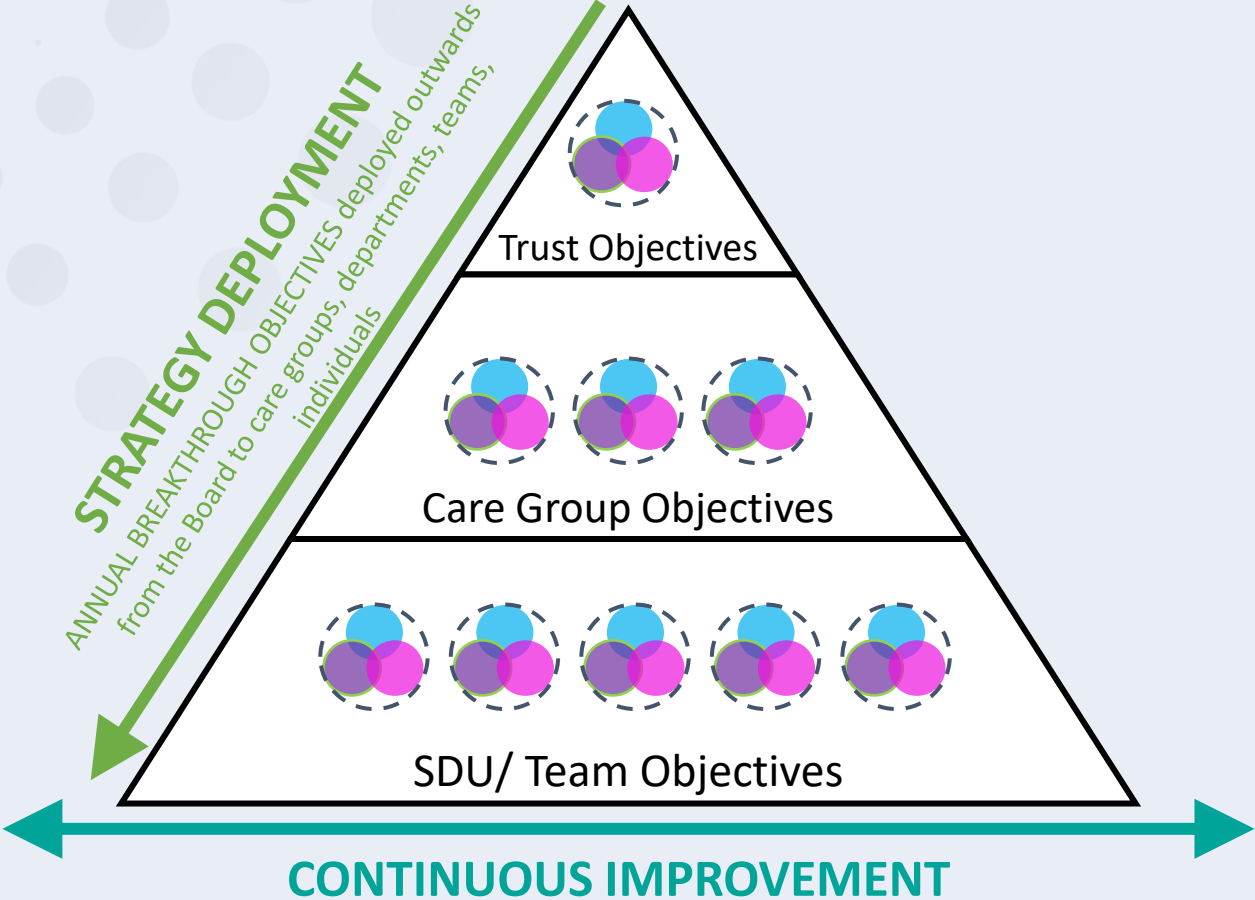 STRATEGY DEPLOYMENT
ANNUAL BREAKTHROUGH OBJECTIVES deployed outwards
from the Board to care groups, departments, teams,
individuals
Trust Objectives
Care Group Objectives
SDU/ Team Objectives
CONTINUOUS IMPROVEMENT